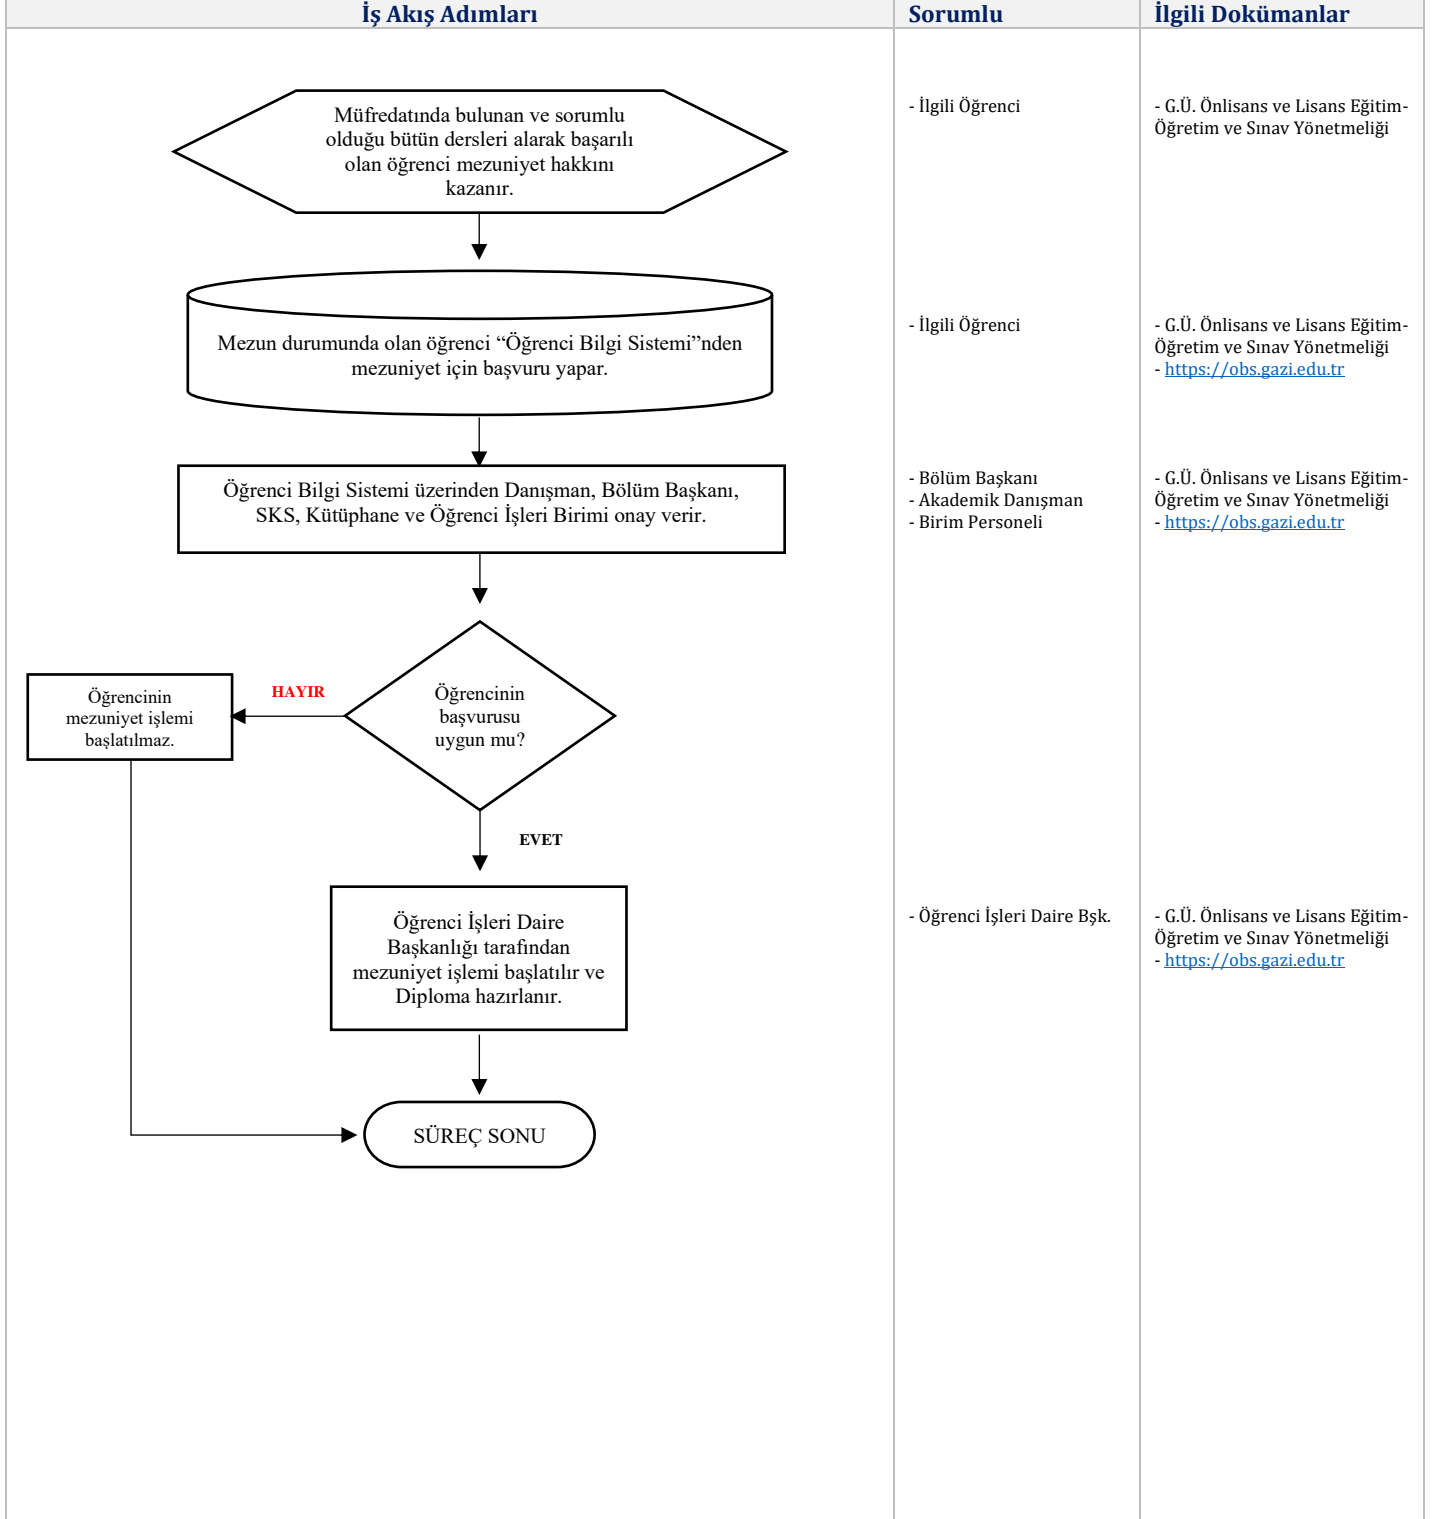 İş Akış Adımları
Sorumlu
İlgili Dokümanlar
Müfredatında bulunan ve sorumlu
olduğu bütün dersleri alarak başarılı
olan öğrenci mezuniyet hakkını
kazanır.
- İlgili Öğrenci
- G.Ü. Önlisans ve Lisans Eğitim-
Öğretim ve Sınav Yönetmeliği
Mezun durumunda olan öğrenci “Öğrenci Bilgi Sistemi”nden
mezuniyet için başvuru yapar.
- İlgili Öğrenci
- G.Ü. Önlisans ve Lisans Eğitim-
Öğretim ve Sınav Yönetmeliği
- https://obs.gazi.edu.tr
Öğrenci Bilgi Sistemi üzerinden Danışman, Bölüm Başkanı,
SKS, Kütüphane ve Öğrenci İşleri Birimi onay verir.
- Bölüm Başkanı
- Akademik Danışman
- Birim Personeli
- G.Ü. Önlisans ve Lisans Eğitim-
Öğretim ve Sınav Yönetmeliği
- https://obs.gazi.edu.tr
Öğrencinin
başvurusu
uygun mu?
HAYIR
Öğrencinin
mezuniyet işlemi
başlatılmaz.
EVET
Öğrenci İşleri Daire
Başkanlığı tarafından
mezuniyet işlemi başlatılır ve
Diploma hazırlanır.
- Öğrenci İşleri Daire Bşk.
- G.Ü. Önlisans ve Lisans Eğitim-
Öğretim ve Sınav Yönetmeliği
- https://obs.gazi.edu.tr
SÜREÇ SONU